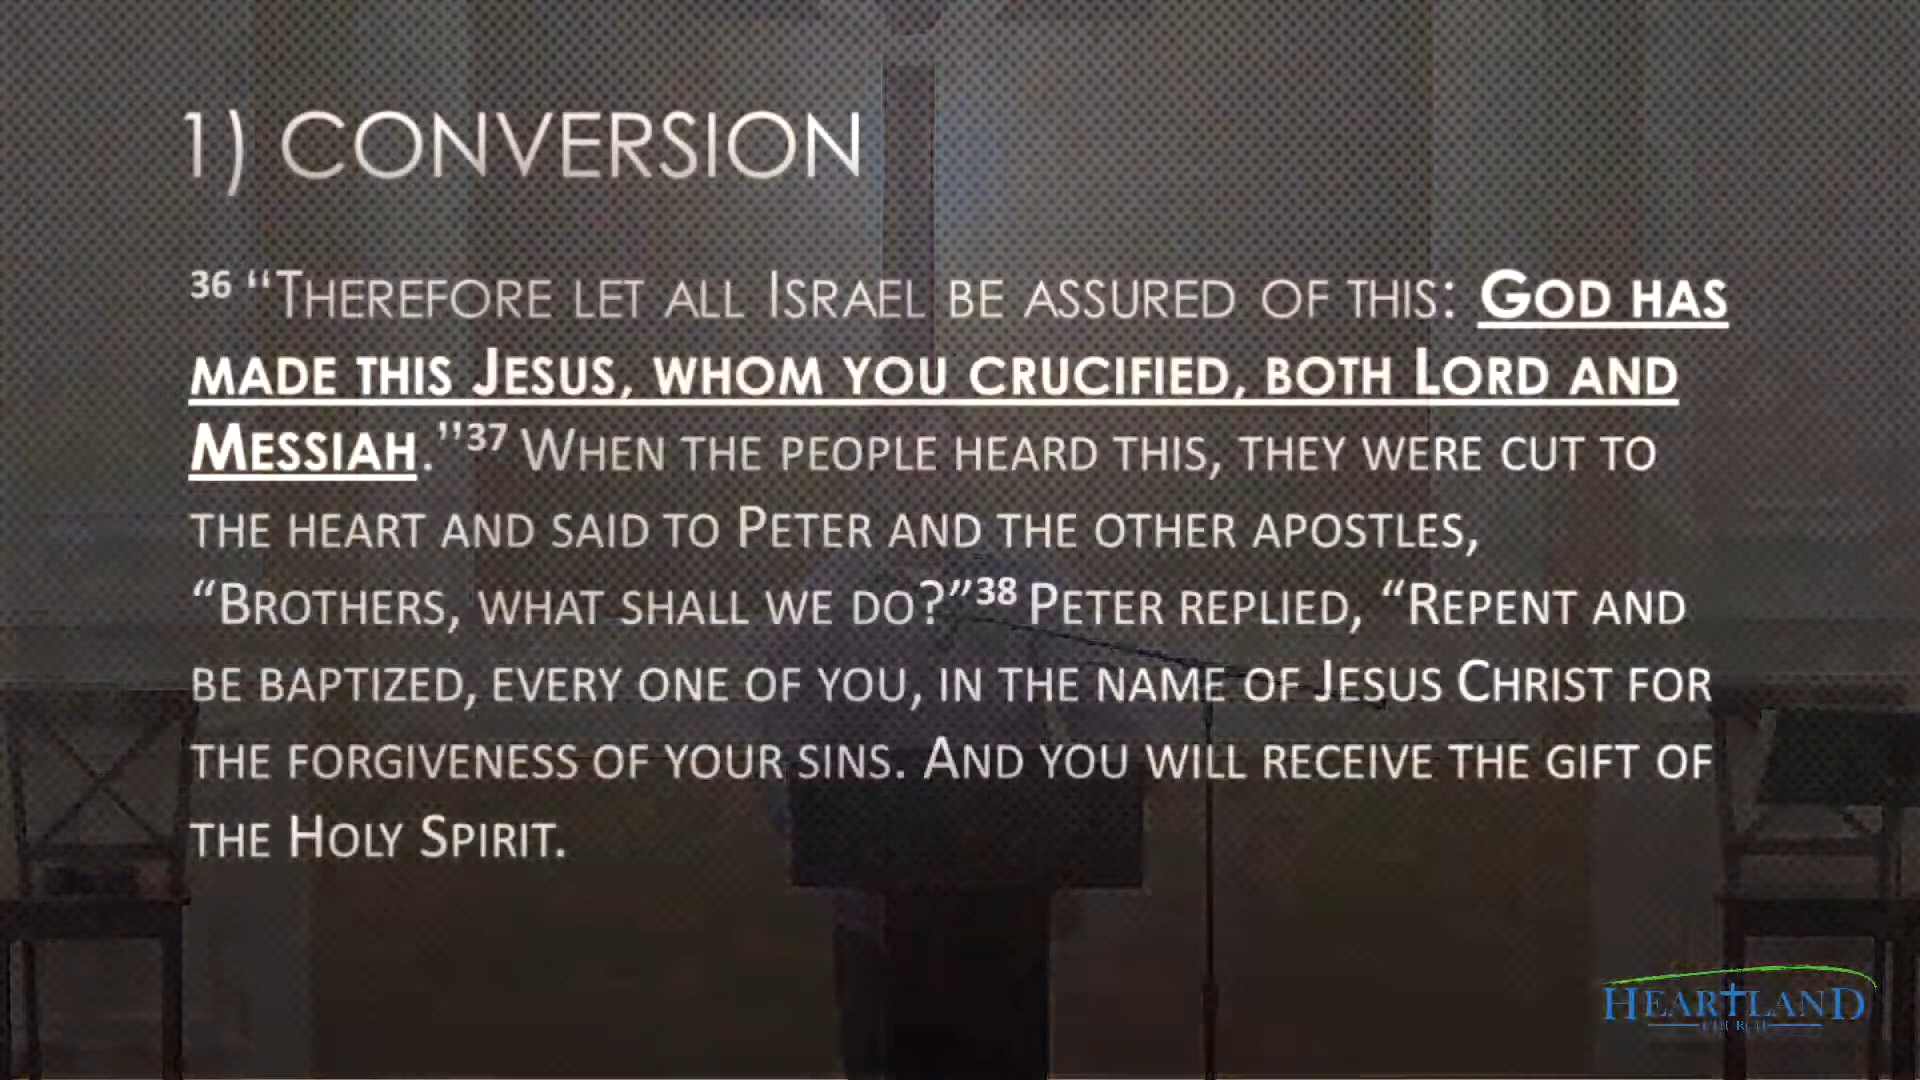 1) CONVERSION
36 “THEREFORE LET ALL ISRAEL BE ASSURED OF THIS: GOD HAS
MADE THIS JESUS, WHOM YOU CRUCIFIED, BOTH LORD AND
MESSIAH.”37 WHEN THE PEOPLE HEARD THIS, THEY WERE CUT TO
THE HEART AND SAID TO PETER AND THE OTHER APOSTLES,
“BROTHERS, WHAT SHALL WE DO?”38 PETER REPLIED, “REPENT AND
BE BAPTIZED, EVERY ONE OF YOU, IN THE NAME OF JESUS CHRIST FOR
THE FORGIVENESS OF YOUR SINS. AND YOU WILL RECEIVE THE GIFT OF
THE HOLY SPIRIT.
HEARTLAND
CHURCH